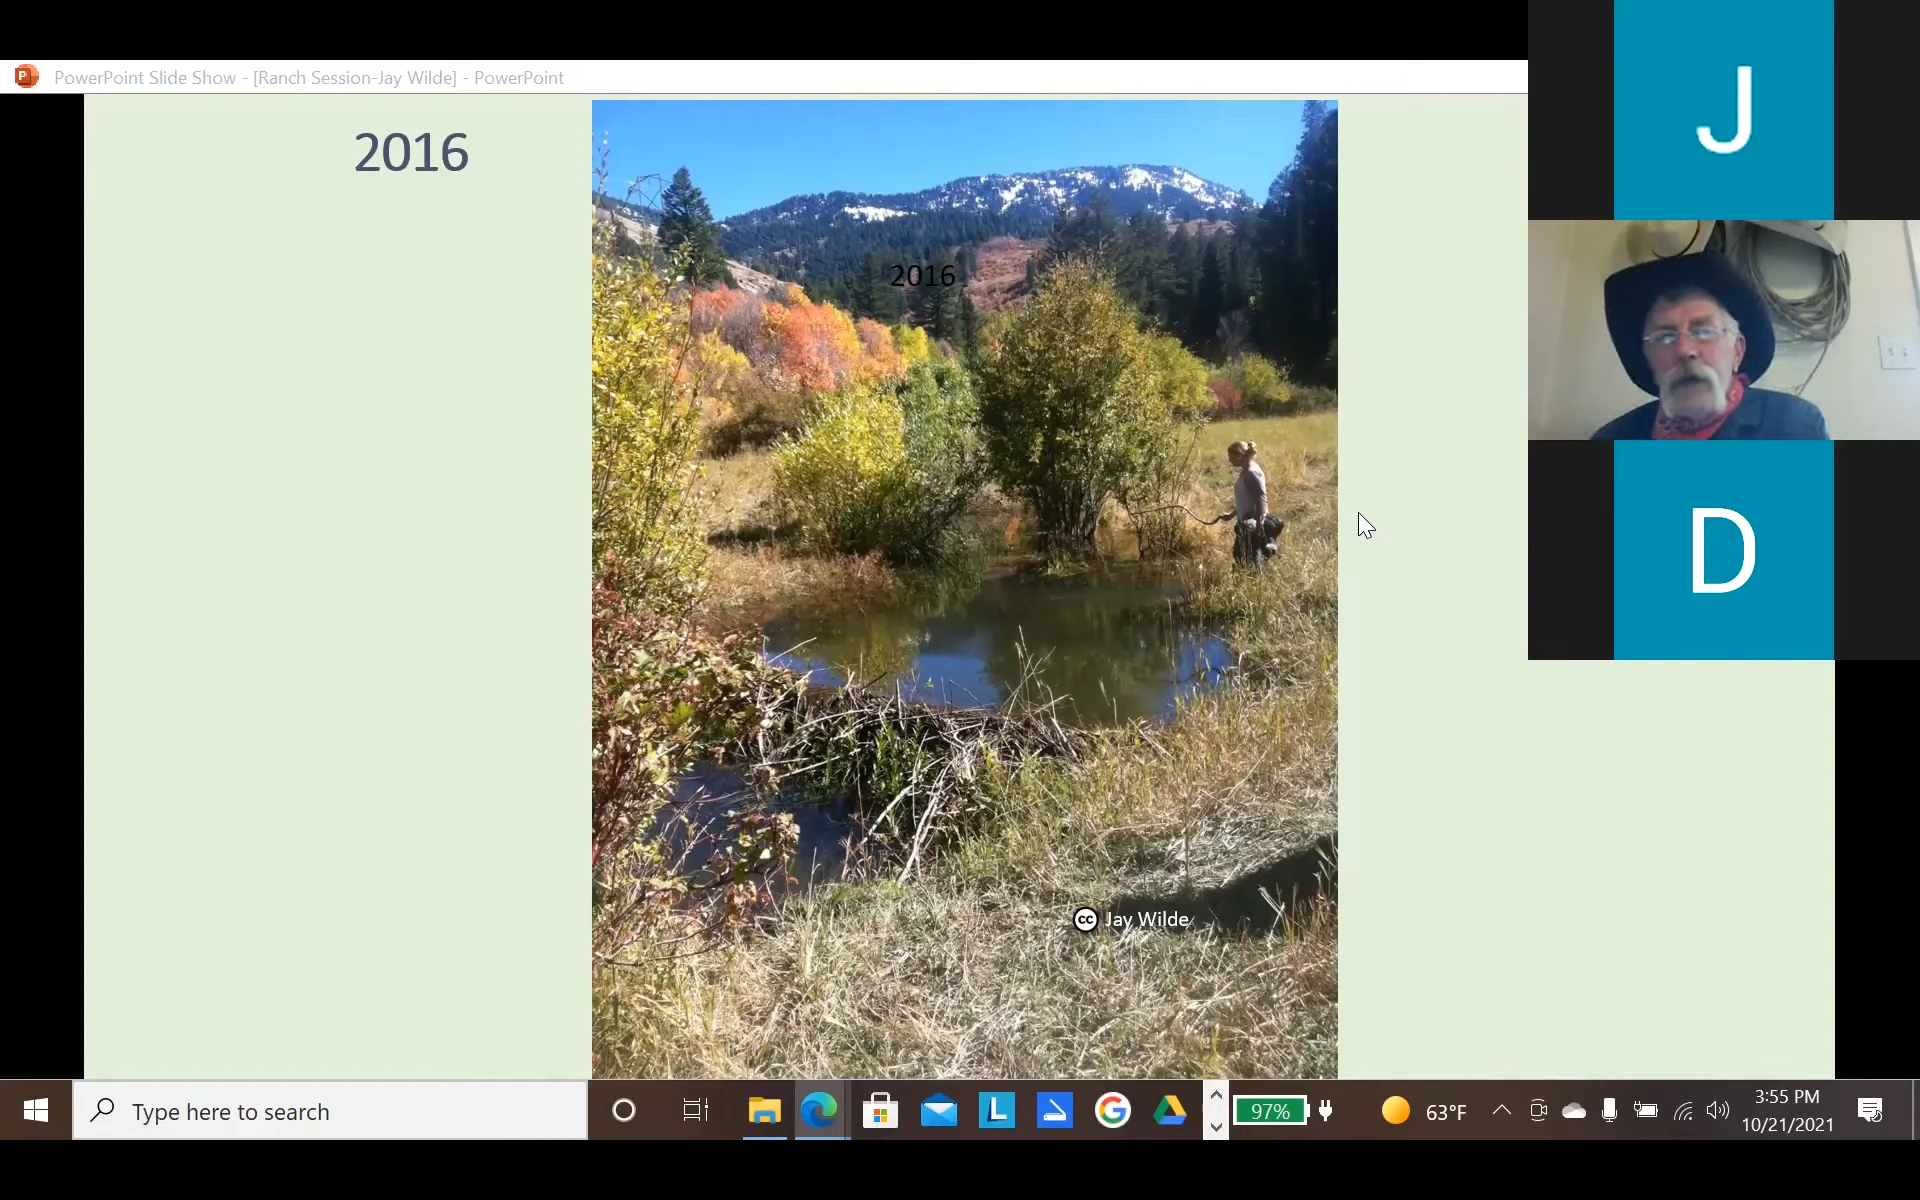 PowerPoint Slide Show - [Ranch Session-Jay Wilde] - PowerPoint
2016
2016
cc Jay Wilde
J
D
Type here to search
L
G
97%
63°F
3:55 PM
10/21/2021